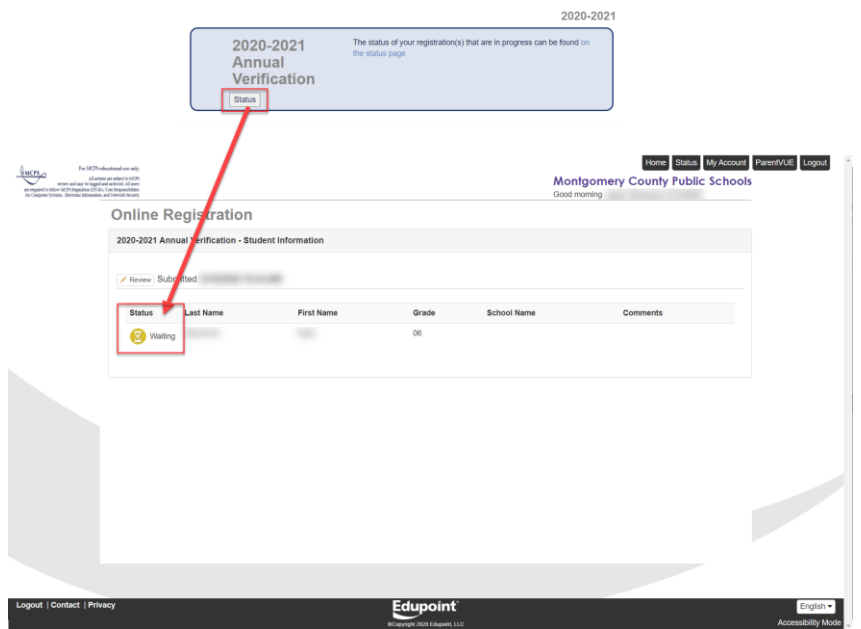 2020-2021
2020-2021
Annual
Verification
The status of your registration(s) that are in progress can be found on
the status page
Status
MCPS
For MCPS educational use only
Home Status My Account ParentVUE Logout
Montgomery County Public Schools
Good morning
Online Registration
2020-2021 Annual Verification - Student Information
Review Submitted
Status Last Name First Name Grade School Name Comments
Waiting 06
Logout | Contact | Privacy
Edupoint
©Copyright 2020 Edupoint, LLC
English
Accessibility Mode